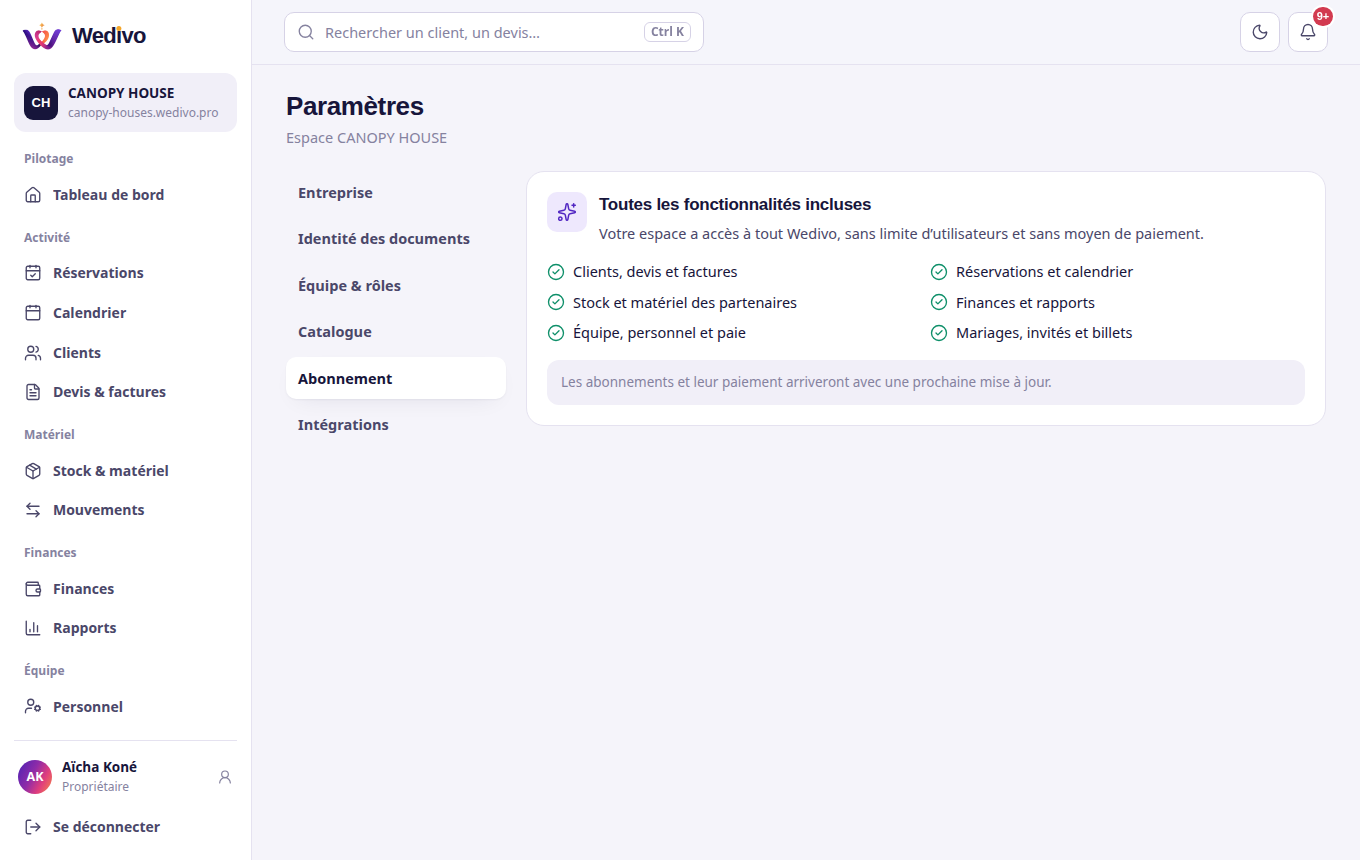 Wedivo
CH
CANOPY HOUSE
canopy-houses.wedivo.pro
Pilotage
Tableau de bord
Activité
Réservations
Calendrier
Clients
Devis & factures
Matériel
Stock & matériel
Mouvements
Finances
Finances
Rapports
Équipe
Personnel
AK
Aïcha Koné
Propriétaire
Se déconnecter
Rechercher un client, un devis...
Ctrl K
9+
Paramètres
Espace CANOPY HOUSE
Entreprise
Identité des documents
Équipe & rôles
Catalogue
Abonnement
Intégrations
Toutes les fonctionnalités incluses
Votre espace a accès à tout Wedivo, sans limite d'utilisateurs et sans moyen de paiement.
Clients, devis et factures
Réservations et calendrier
Stock et matériel des partenaires
Finances et rapports
Équipe, personnel et paie
Mariages, invités et billets
Les abonnements et leur paiement arriveront avec une prochaine mise à jour.